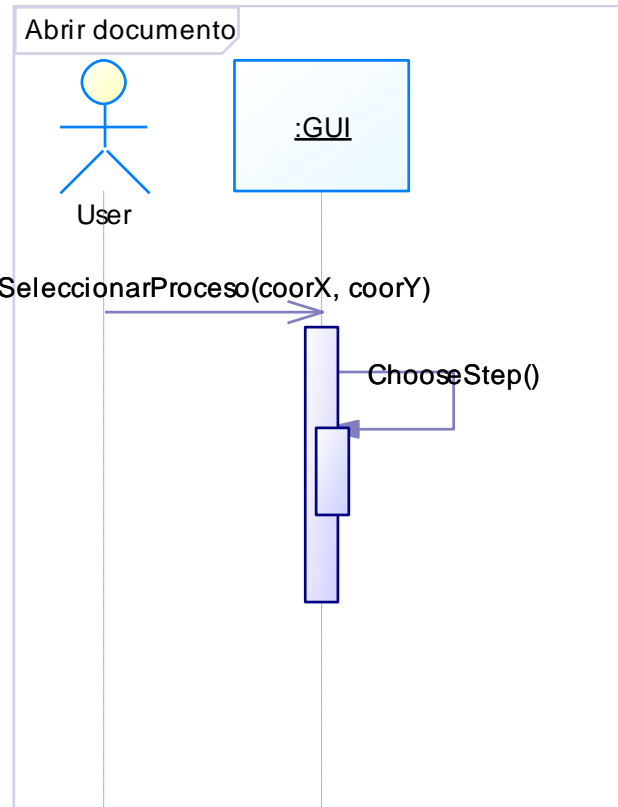 Abrir documento
:GUI
User
SeleccionarProceso(coorX, coorY)
ChooseStep()